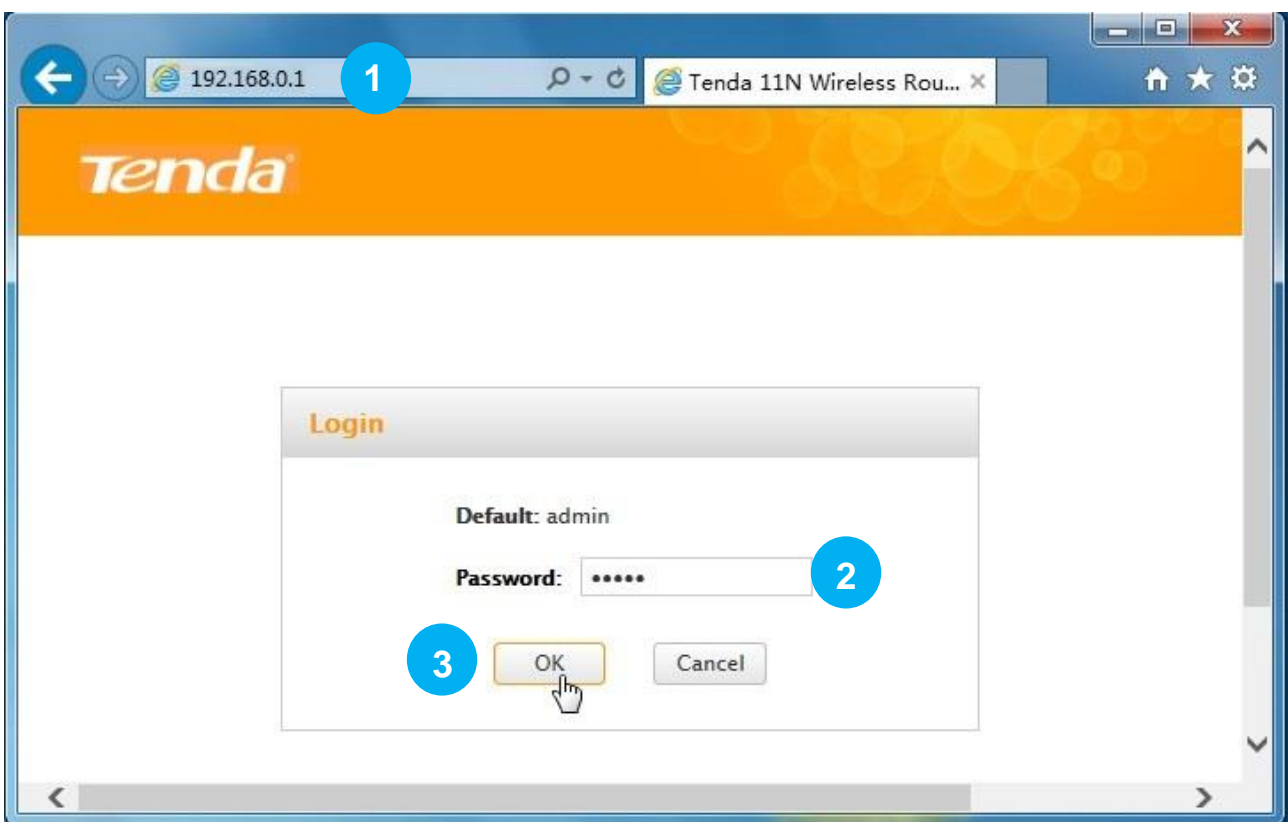 192.168.0.1 1 Tenda 11N Wireless Rou...
Tenda
Login
Default: admin
Password: ••••• 2
3 OK Cancel